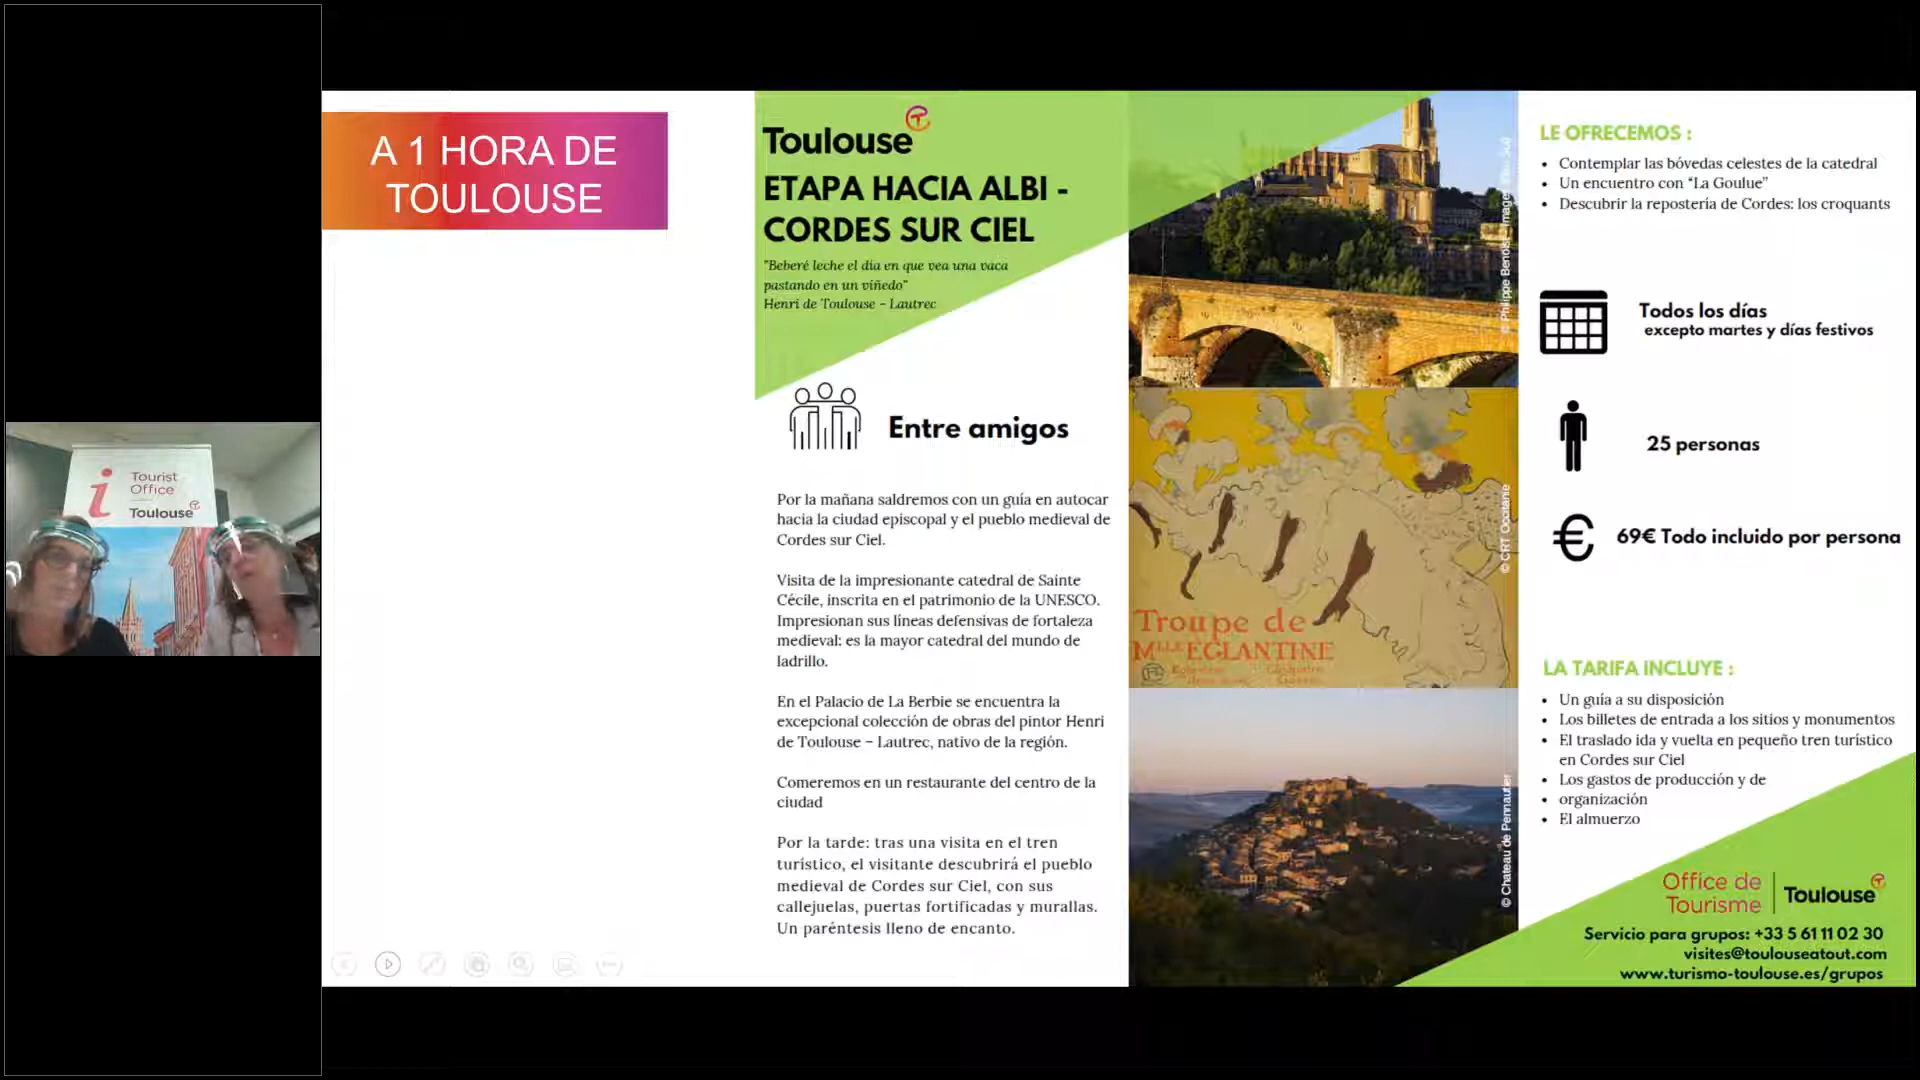 A 1 HORA DE
TOULOUSE
Toulouse
ETAPA HACIA ALBI -
CORDES SUR CIEL
"Beberé leche el día en que vea una vaca
pastando en un viñedo"
Henri de Toulouse – Lautrec
Entre amigos
Por la mañana saldremos con un guía en autocar
hacia la ciudad episcopal y el pueblo medieval de
Cordes sur Ciel.
Visita de la impresionante catedral de Sainte
Cécile, inscrita en el patrimonio de la UNESCO.
Impresionan sus líneas defensivas de fortaleza
medieval: es la mayor catedral del mundo de
ladrillo.
En el Palacio de La Berbie se encuentra la
excepcional colección de obras del pintor Henri
de Toulouse – Lautrec, nativo de la región.
Comeremos en un restaurante del centro de la
ciudad
Por la tarde: tras una visita en el tren
turístico, el visitante descubrirá el pueblo
medieval de Cordes sur Ciel, con sus
callejuelas, puertas fortificadas y murallas.
Un paréntesis lleno de encanto.
© Philippe Benoist
Troupe de
MLLE EGLANTINE
© CRT Occitanie
© Chateau de Pennautier
LE OFRECEMOS :
• Contemplar las bóvedas celestes de la catedral
• Un encuentro con “La Goulue”
• Descubrir la repostería de Cordes: los croquants
Todos los días
excepto martes y días festivos
25 personas
€ 69€ Todo incluido por persona
LA TARIFA INCLUYE :
• Un guía a su disposición
• Los billetes de entrada a los sitios y monumentos
• El traslado ida y vuelta en pequeño tren turístico
en Cordes sur Ciel
• Los gastos de producción y de
• organización
• El almuerzo
Office de
Tourisme
Toulouse
Servicio para grupos: +33 5 61 11 02 30
visites@toulouseatout.com
www.turismo-toulouse.es/grupos
i
Tourist
Office
Toulouse